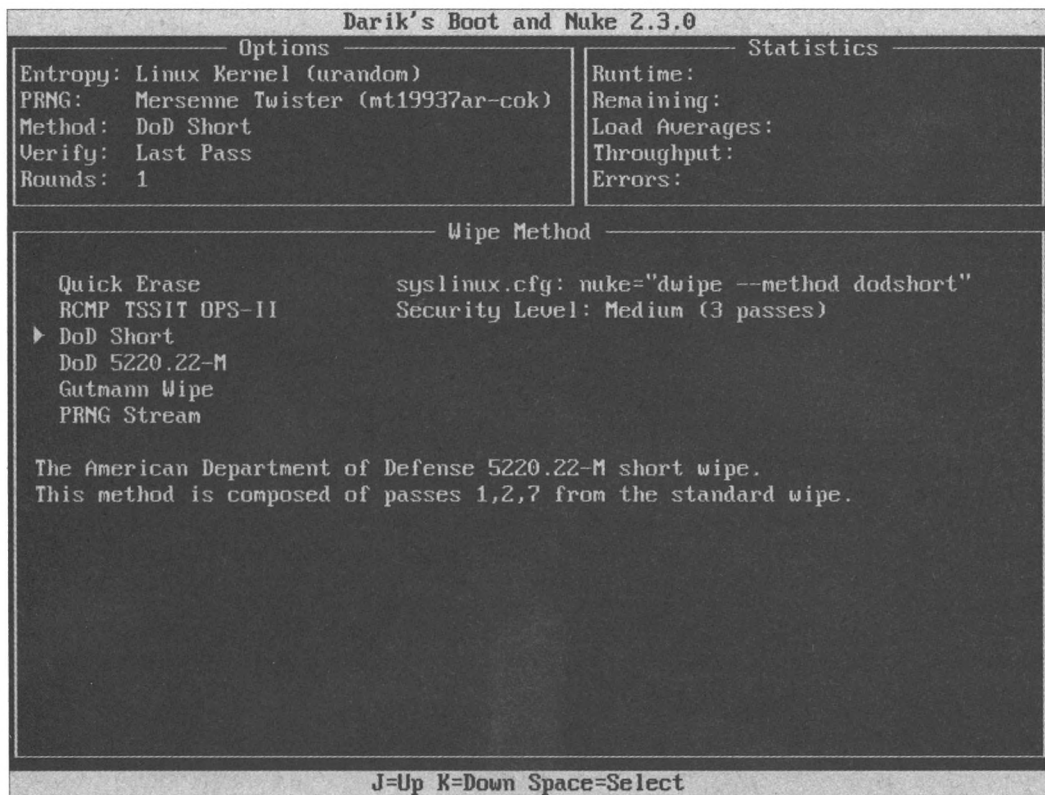 Darik's Boot and Nuke 2.3.0
Options
Entropy: Linux Kernel (urandom)
PRNG: Mersenne Twister (mt19937ar-cok)
Method: DoD Short
Verify: Last Pass
Rounds: 1
Statistics
Runtime:
Remaining:
Load Averages:
Throughput:
Errors:
Wipe Method
Quick Erase
RCMP TSSIT OPS-II
▶ DoD Short
DoD 5220.22-M
Gutmann Wipe
PRNG Stream
syslinux.cfg: nuke="dwipe --method dodshort"
Security Level: Medium (3 passes)
The American Department of Defense 5220.22-M short wipe.
This method is composed of passes 1,2,7 from the standard wipe.
J=Up K=Down Space=Select